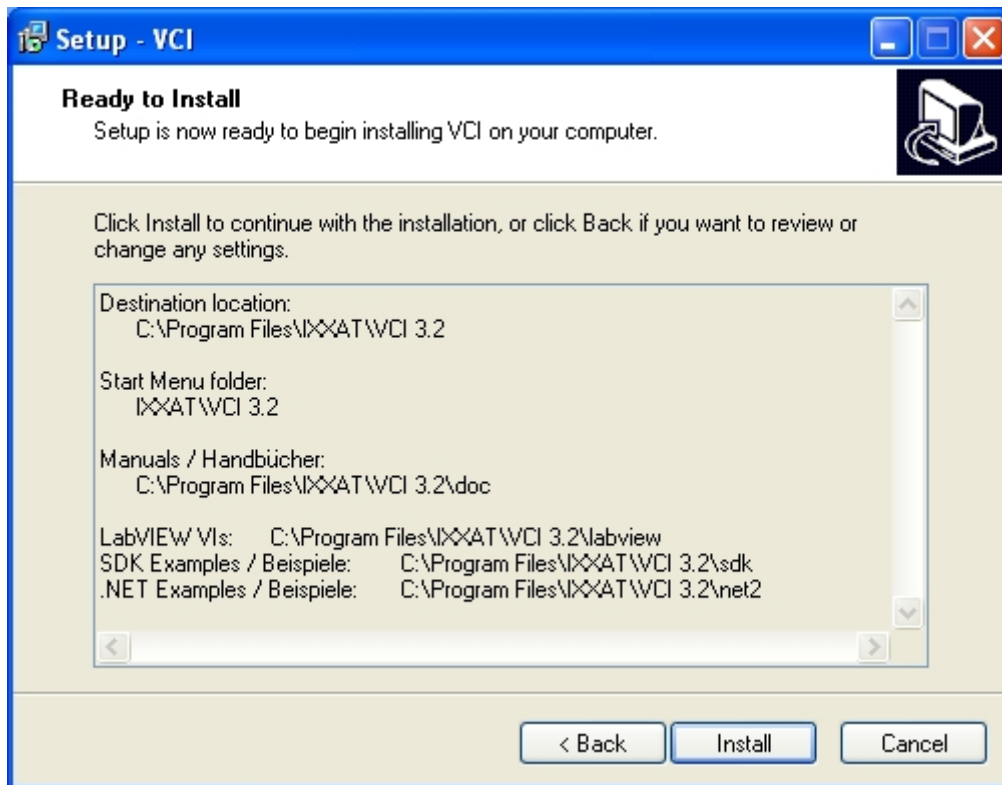 Setup - VCI
Ready to Install
Setup is now ready to begin installing VCI on your computer.
Click Install to continue with the installation, or click Back if you want to review or
change any settings.
Destination location:
C:\Program Files\IXXAT\VCI 3.2
Start Menu folder:
IXXAT\VCI 3.2
Manuals / Handbücher:
C:\Program Files\IXXAT\VCI 3.2\doc
LabVIEW VIs: C:\Program Files\IXXAT\VCI 3.2\labview
SDK Examples / Beispiele: C:\Program Files\IXXAT\VCI 3.2\sdk
.NET Examples / Beispiele: C:\Program Files\IXXAT\VCI 3.2\net2
< Back Install Cancel